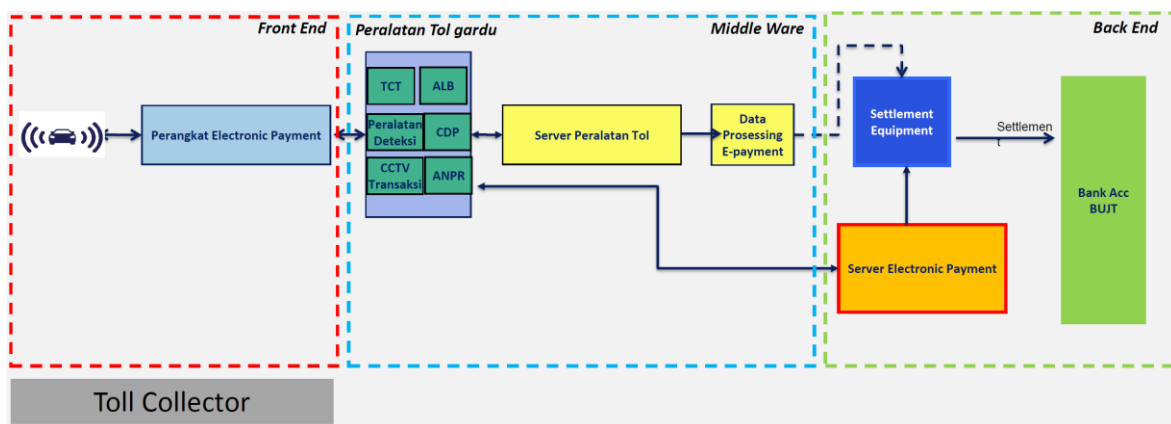 Front End
Peralatan Tol gardu
Middle Ware
Back End
TCT
ALB
Peralatan
Deteksi
CDP
CCTV
Transaksi
ANPR
Perangkat Electronic Payment
Server Peralatan Tol
Data
Prosessing
E-payment
Settlement
Equipment
Settlemen
t
Bank Acc
BUJT
Server Electronic Payment
Toll Collector